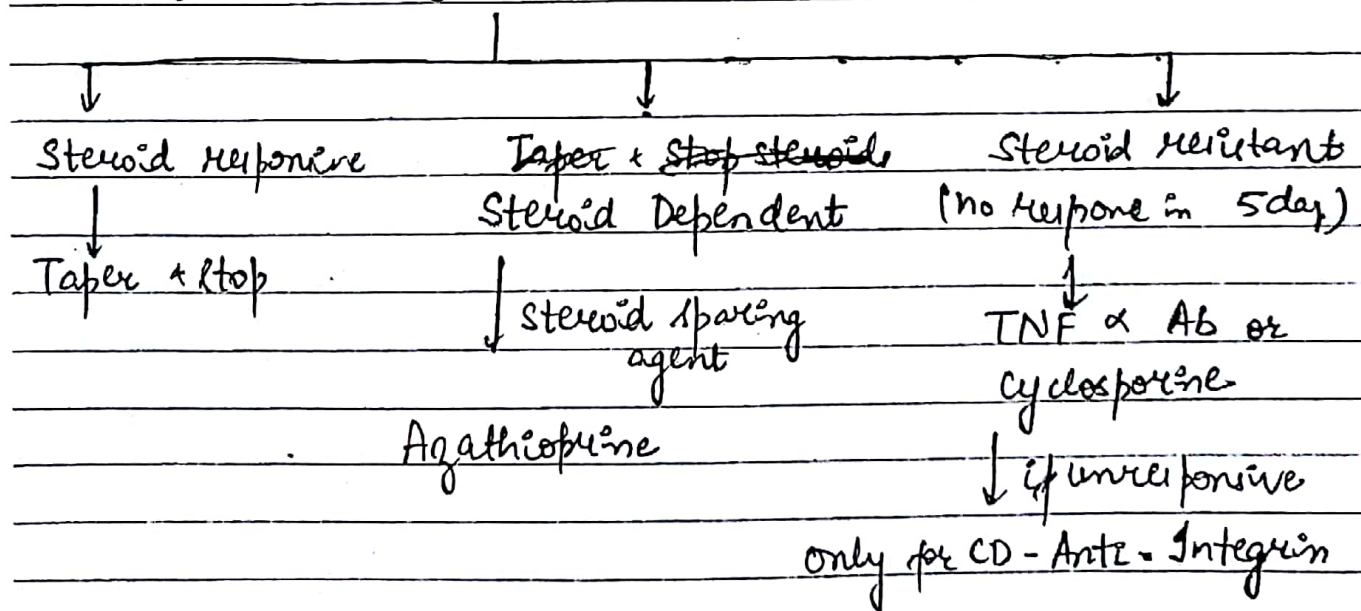 Steroid responsive
Taper + Stop
Taper + Stop steroids
Steroid Dependent
steroid sparing
agent
Azathioprine
Steroid resistant
(no response in 5 day)
TNF α Ab or
cyclosporine
if unresponsive
only for CD - Anti - Integrin